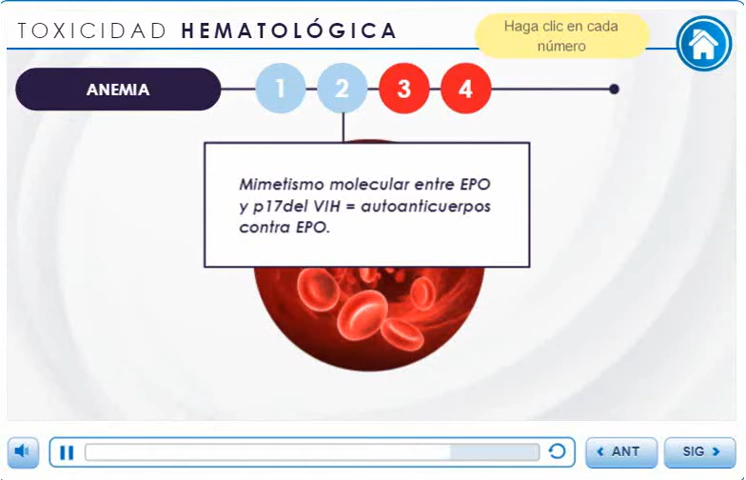 TOXICIDAD HEMATOLÓGICA
Haga clic en cada
número
ANEMIA
1
2
3
4
Mimetismo molecular entre EPO
y p17del VIH = autoanticuerpos
contra EPO.
ANT
SIG